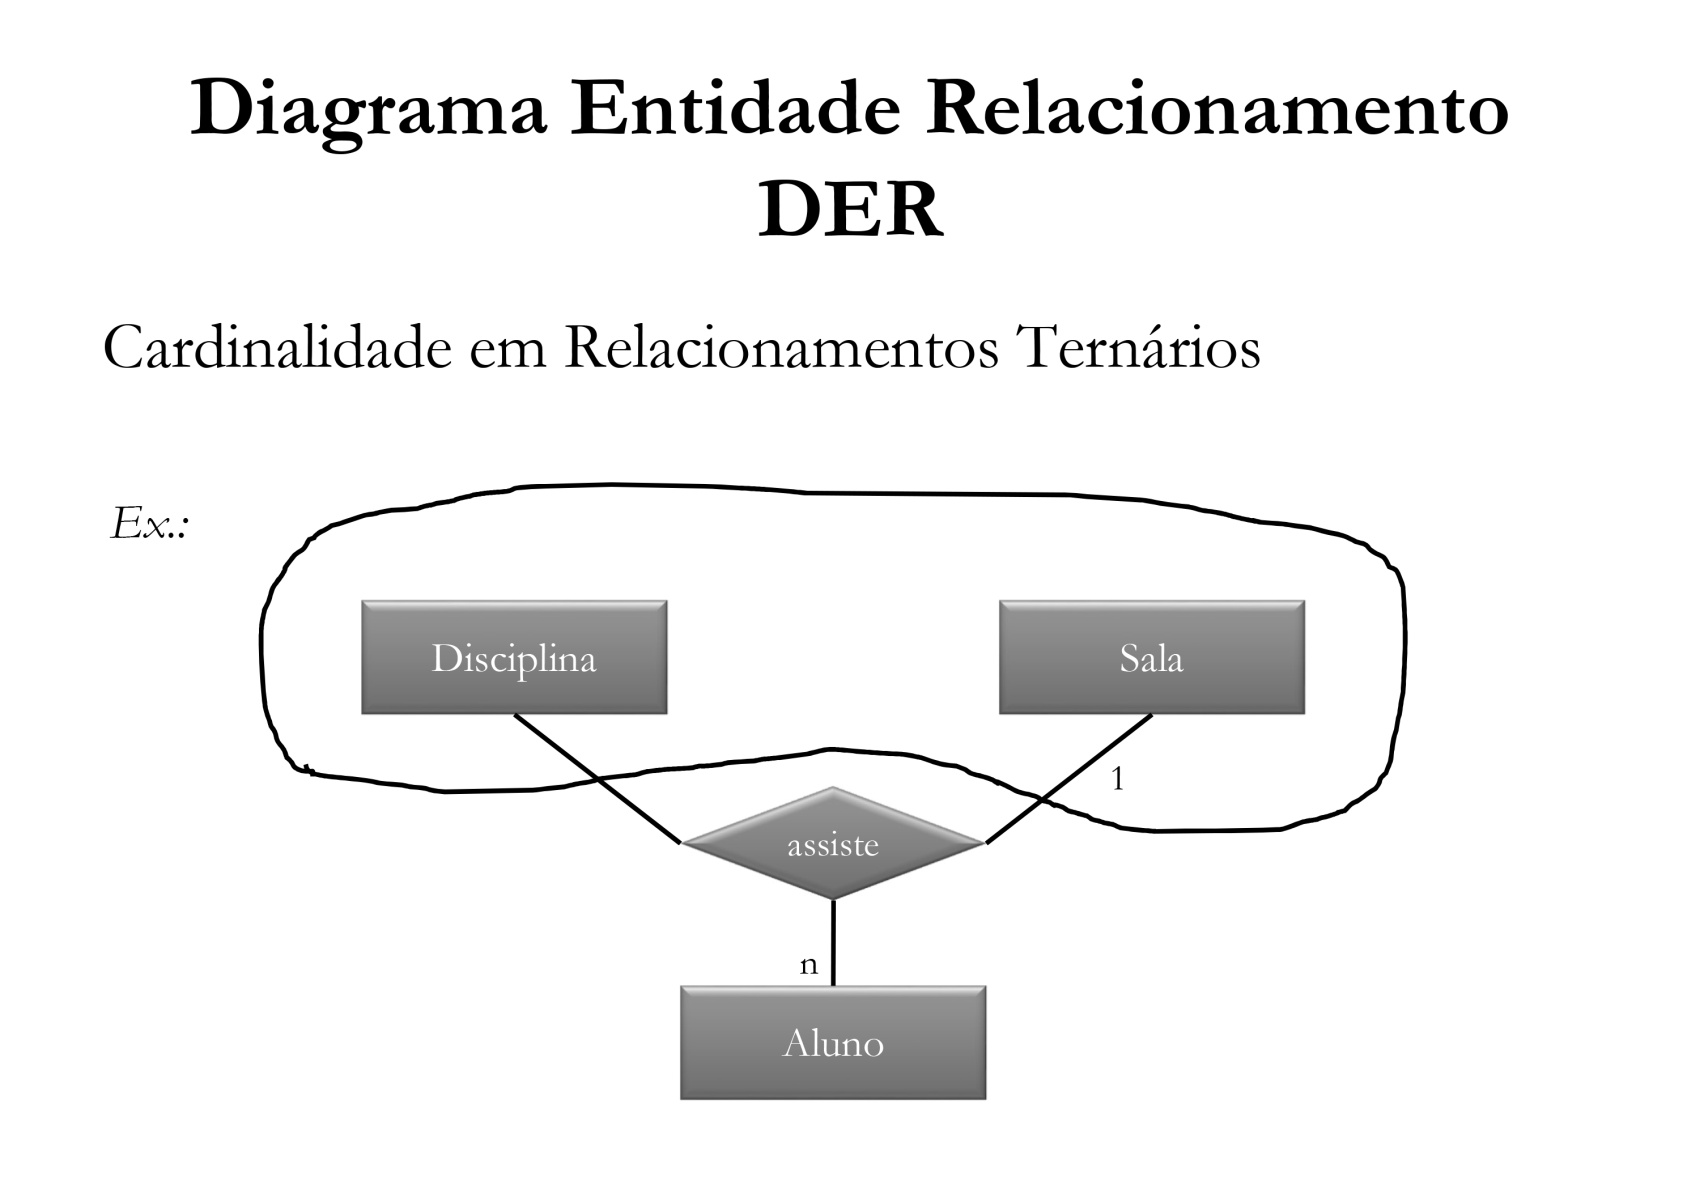 Diagrama Entidade Relacionamento
DER
Cardinalidade em Relacionamentos Ternários
Ex.:
Disciplina
Sala
1
assiste
n
Aluno